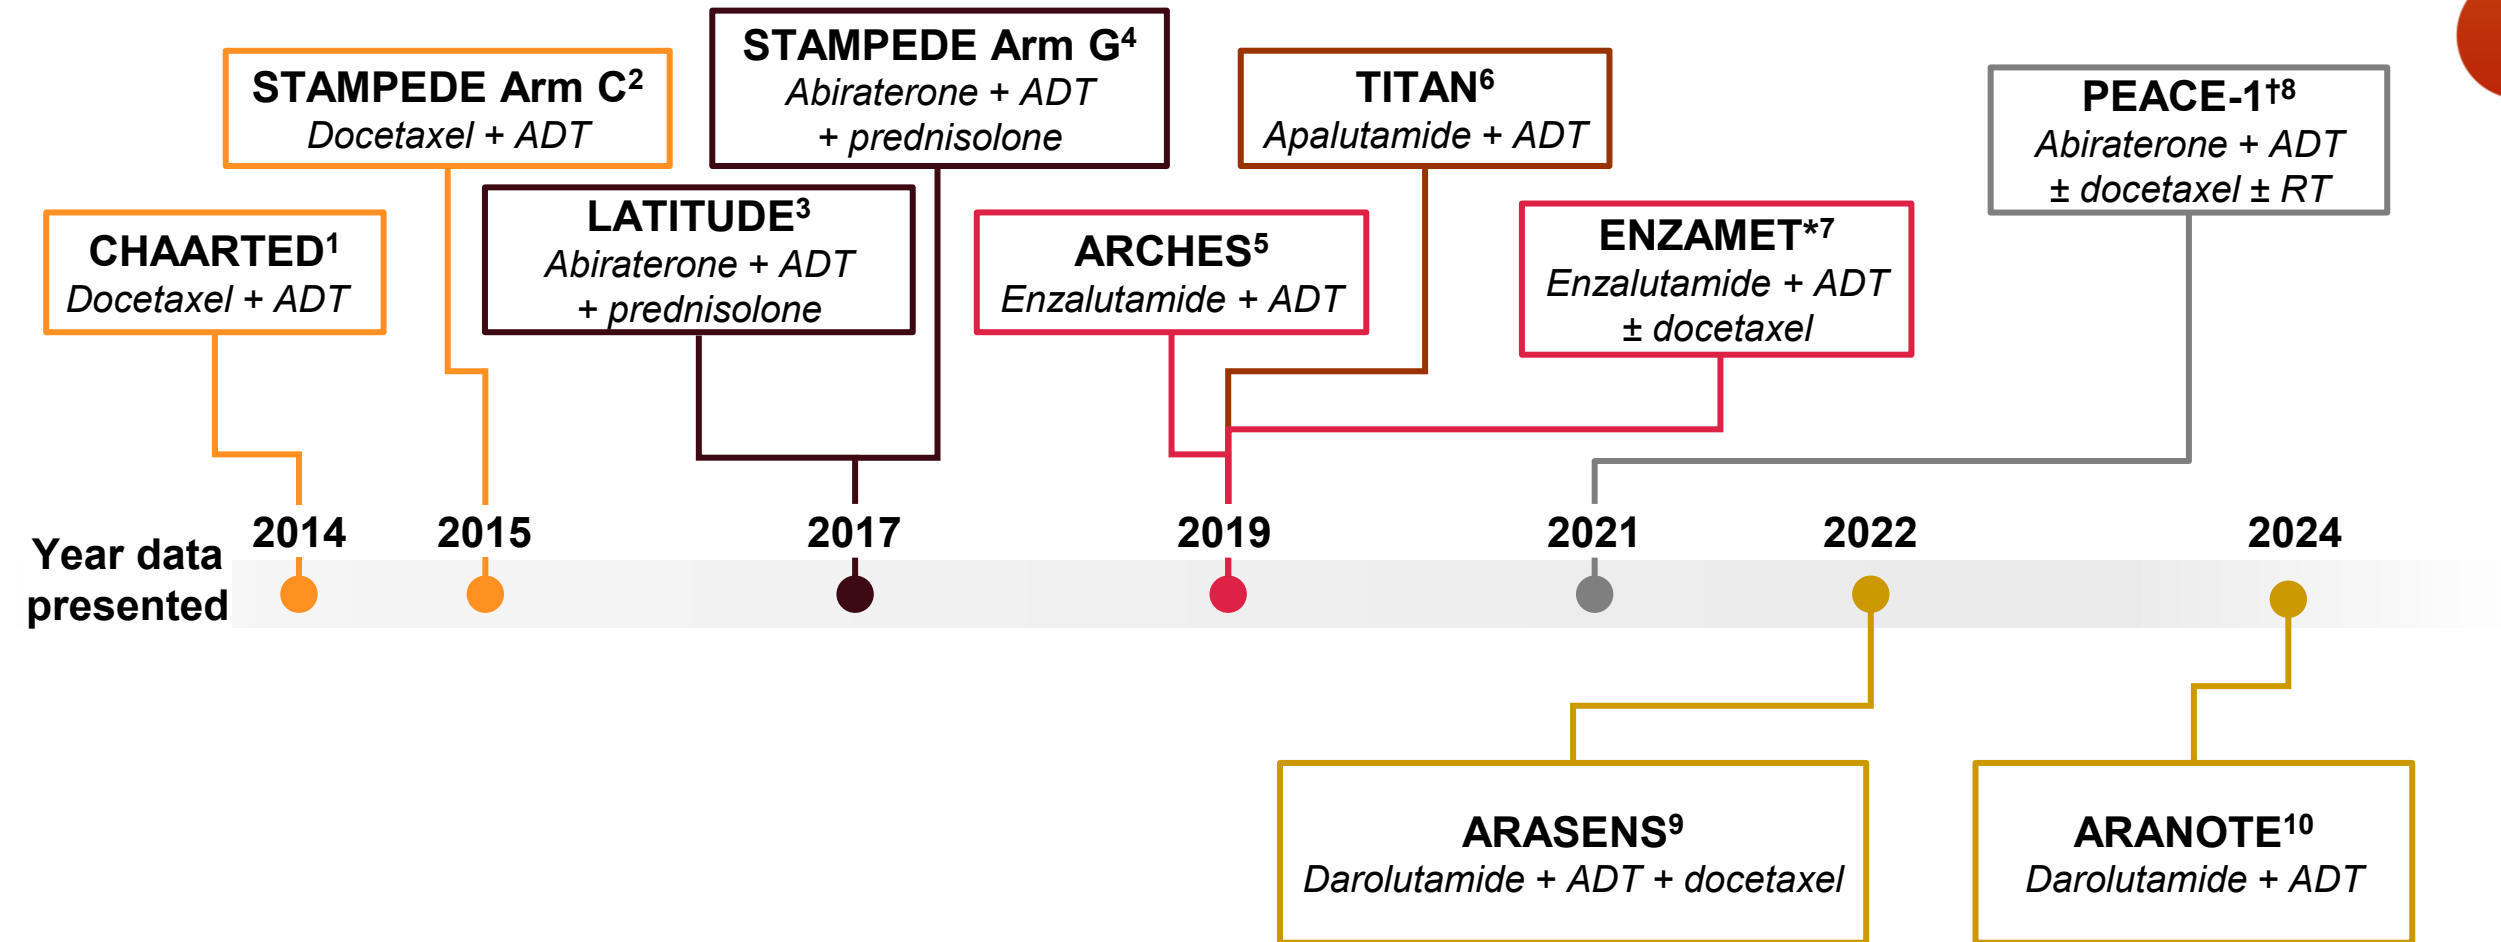 CHAARTED¹
Docetaxel + ADT
STAMPEDE Arm C²
Docetaxel + ADT
LATITUDE³
Abiraterone + ADT
+ prednisolone
STAMPEDE Arm G⁴
Abiraterone + ADT
+ prednisolone
ARCHES⁵
Enzalutamide + ADT
TITAN⁶
Apalutamide + ADT
ENZAMET*⁷
Enzalutamide + ADT
± docetaxel
PEACE-1†⁸
Abiraterone + ADT
± docetaxel ± RT
Year data
presented
2014
2015
2017
2019
2021
2022
2024
ARASENS⁹
Darolutamide + ADT + docetaxel
ARANOTE¹⁰
Darolutamide + ADT